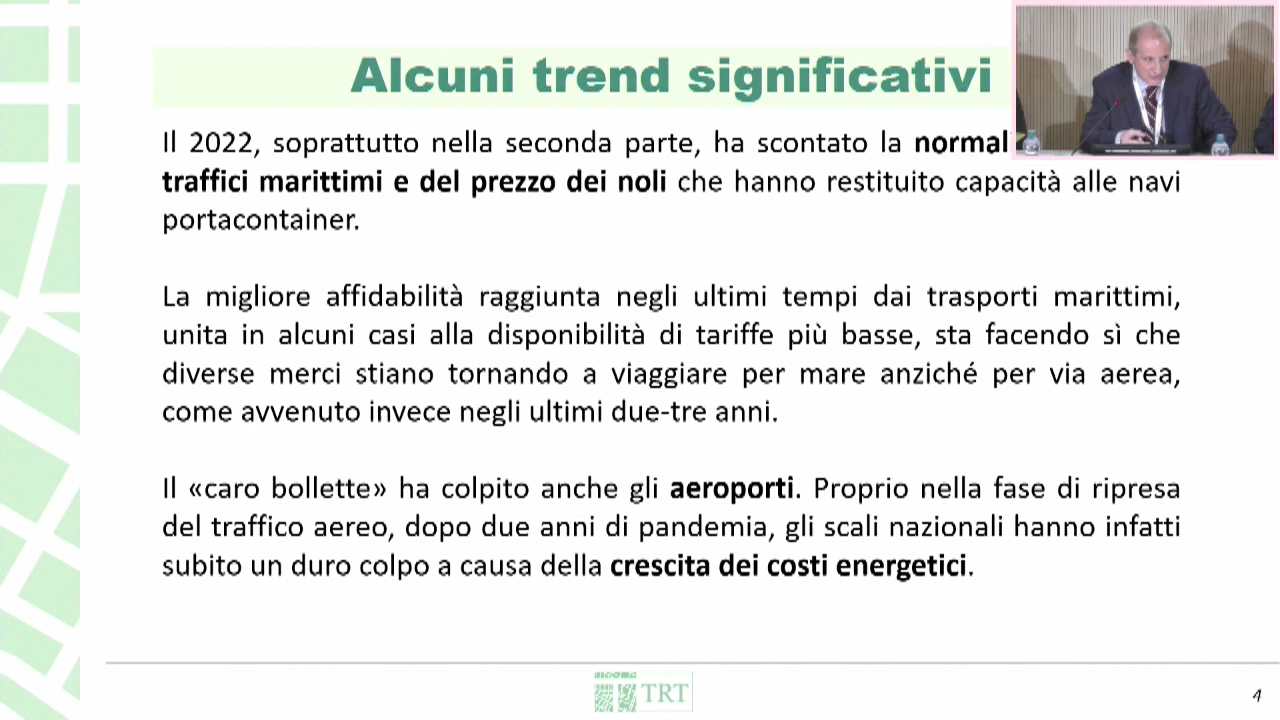 Alcuni trend significativi
Il 2022, soprattutto nella seconda parte, ha scontato la
traffici marittimi e del prezzo dei noli che hanno restituito capacità alle navi
portacontainer.
La migliore affidabilità raggiunta negli ultimi tempi dai trasporti marittimi,
unita in alcuni casi alla disponibilità di tariffe più basse, sta facendo sì che
diverse merci stiano tornando a viaggiare per mare anziché per via aerea,
come avvenuto invece negli ultimi due-tre anni.
Il «caro bollette» ha colpito anche gli aeroporti. Proprio nella fase di ripresa
del traffico aereo, dopo due anni di pandemia, gli scali nazionali hanno infatti
subito un duro colpo a causa della crescita dei costi energetici.
TRT
4